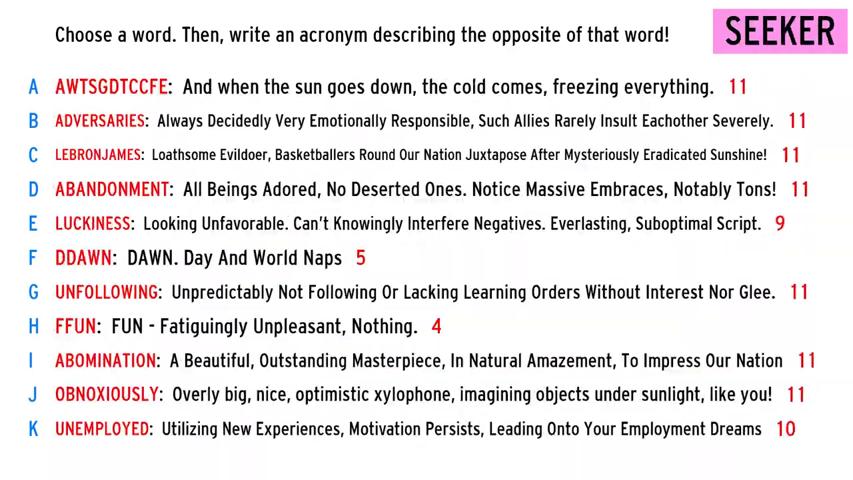 Choose a word. Then, write an acronym describing the opposite of that word!
SEEKER
A AWTSGDTCCFE: And when the sun goes down, the cold comes, freezing everything. 11
B ADVERSARIES: Always Decidedly Very Emotionally Responsible, Such Allies Rarely Insult Eachother Severely. 11
C LEBRONJAMES: Loathsome Evildoer, Basketballers Round Our Nation Juxtapose After Mysteriously Eradicated Sunshine! 11
D ABANDONMENT: All Beings Adored, No Deserted Ones. Notice Massive Embraces, Notably Tons! 11
E LUCKINESS: Looking Unfavorable. Can't Knowingly Interfere Negatives. Everlasting, Suboptimal Script. 9
F DDAWN: DAWN. Day And World Naps 5
G UNFOLLOWING: Unpredictably Not Following Or Lacking Learning Orders Without Interest Nor Glee. 11
H FFUN: FUN - Fatiguingly Unpleasant, Nothing. 4
I ABOMINATION: A Beautiful, Outstanding Masterpiece, In Natural Amazement, To Impress Our Nation 11
J OBNOXIOUSLY: Overly big, nice, optimistic xylophone, imagining objects under sunlight, like you! 11
K UNEMPLOYED: Utilizing New Experiences, Motivation Persists, Leading Onto Your Employment Dreams 10